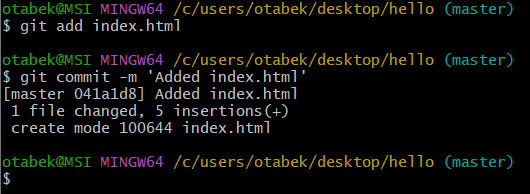 otabek@MSI MINGW64 /c/users/otabek/desktop/hello (master)
$ git add index.html
otabek@MSI MINGW64 /c/users/otabek/desktop/hello (master)
$ git commit -m 'Added index.html'
[master 041a1d8] Added index.html
 1 file changed, 5 insertions(+)
 create mode 100644 index.html
otabek@MSI MINGW64 /c/users/otabek/desktop/hello (master)
$